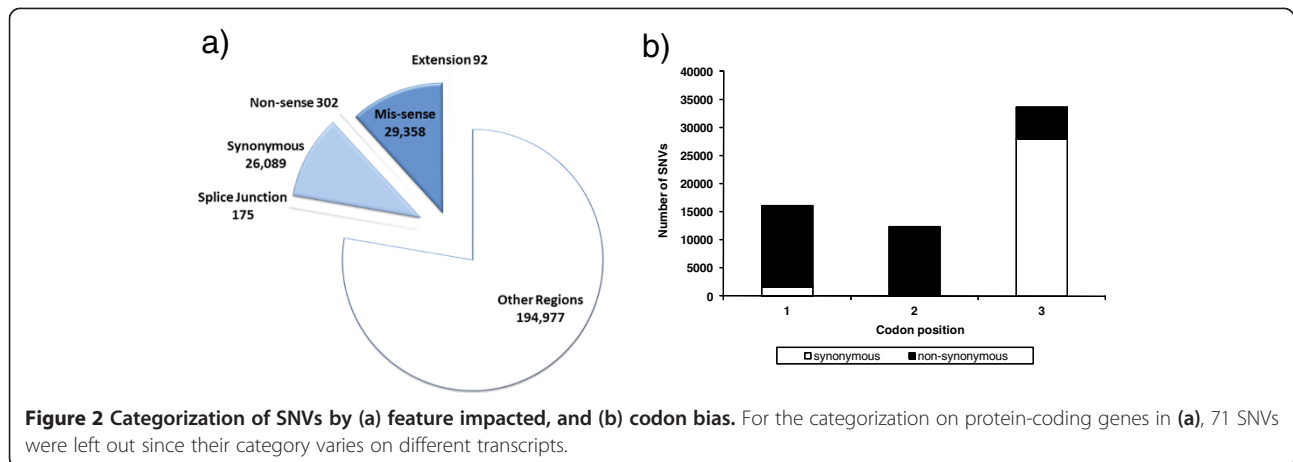 a)
Extension 92
Non-sense 302
Mis-sense
29,358
Synonymous
26,089
Splice Junction
175
Other Regions
194,977
b)
40000
35000
30000
25000
20000
15000
10000
5000
0
Number of SNVs
1 2 3
Codon position
synonymous non-synonymous
Figure 2 Categorization of SNVs by (a) feature impacted, and (b) codon bias. For the categorization on protein-coding genes in (a), 71 SNVs
were left out since their category varies on different transcripts.